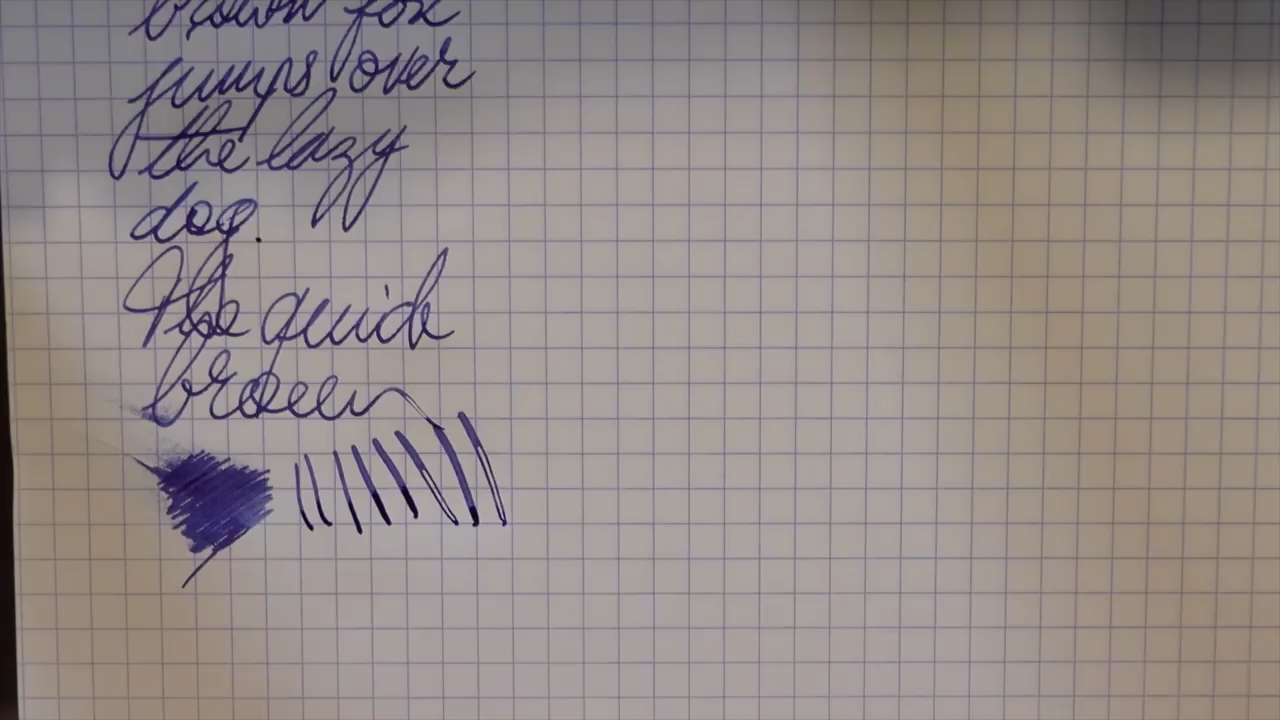 brown fox
jumps over
the lazy
dog.
The quick
brown